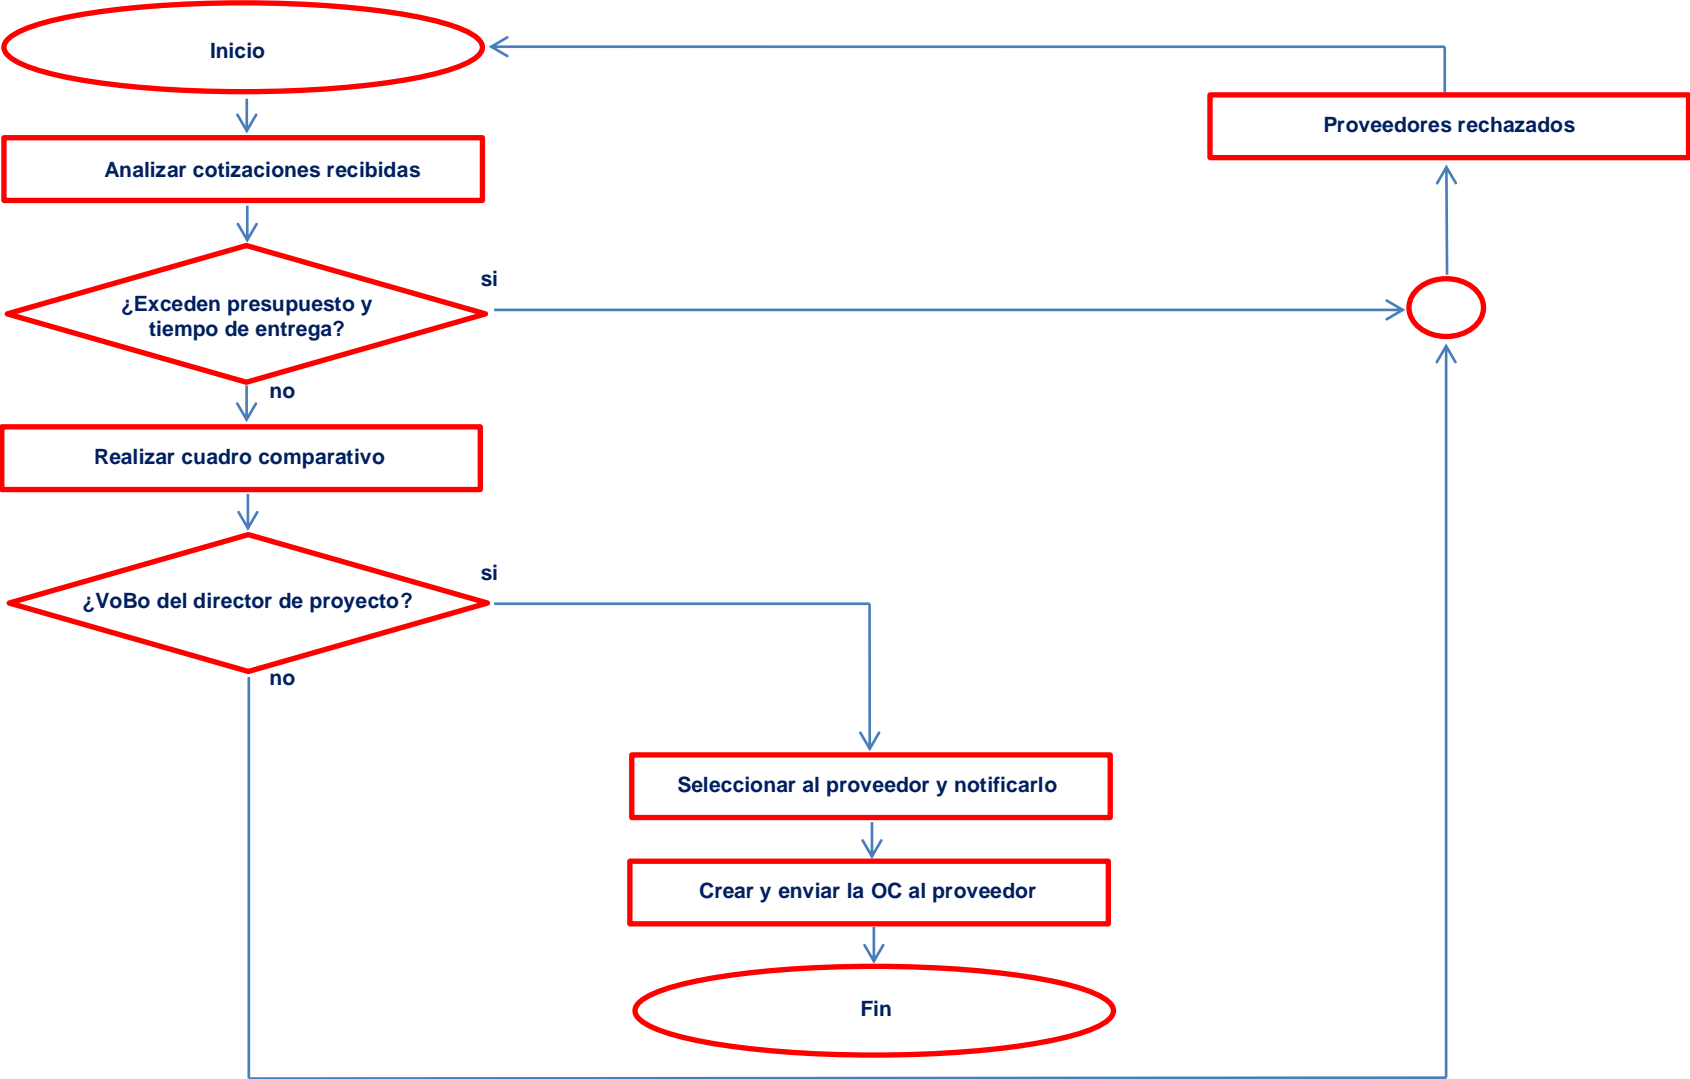 Inicio
Proveedores rechazados
Analizar cotizaciones recibidas
si
¿Exceden presupuesto y
tiempo de entrega?
no
Realizar cuadro comparativo
si
¿VoBo del director de proyecto?
no
Seleccionar al proveedor y notificarlo
Crear y enviar la OC al proveedor
Fin